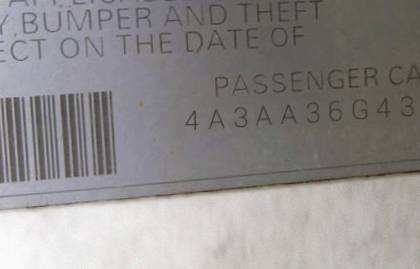 Y, BUMPER AND THEFT
ECT ON THE DATE OF
PASSENGER CA
4A3AA36G43